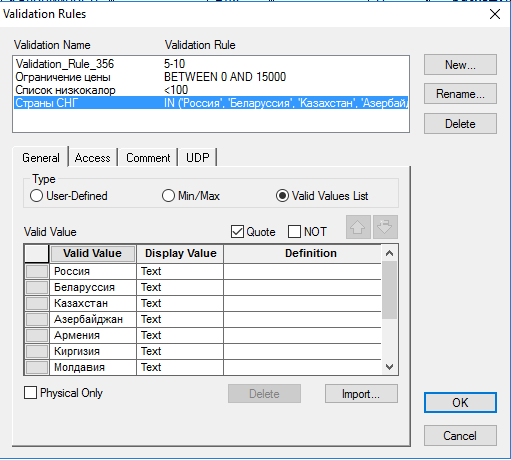 Validation Rules
Validation Name Validation Rule
Validation_Rule_356 5-10
Ограничение цены BETWEEN 0 AND 15000
Список низкокалор <100
Страны СНГ IN ('Россия', 'Беларуссия', 'Казахстан', 'Азербай
New...
Rename...
Delete
General Access Comment UDP
Type
User-Defined Min/Max Valid Values List
Valid Value Quote NOT
Valid Value Display Value Definition
Россия Text
Беларуссия Text
Казахстан Text
Азербайджан Text
Армения Text
Киргизия Text
Молдавия Text
Physical Only Delete Import...
OK
Cancel